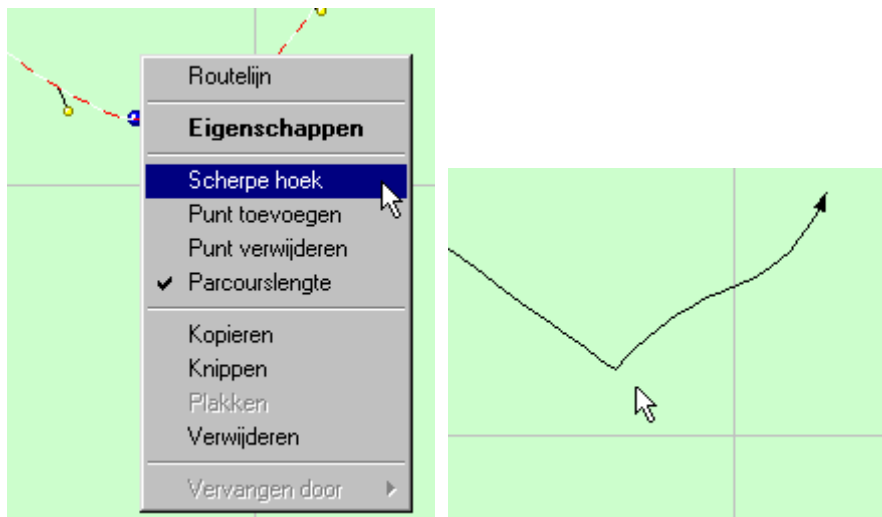 Routelijn
Eigenschappen
Scherpe hoek
Punt toevoegen
Punt verwijderen
Parcourslengte
Kopieren
Knippen
Plakken
Verwijderen
Vervangen door